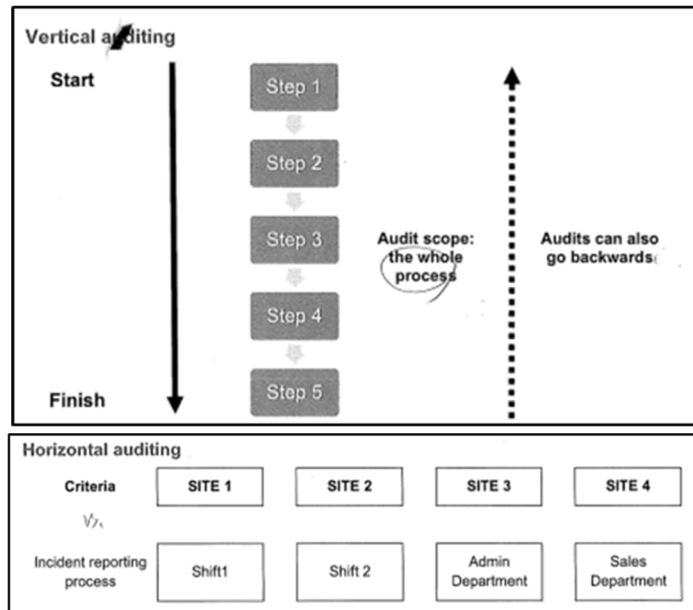 Vertical auditing
Start
Step 1
Step 2
Step 3
Audit scope:
the whole
process
Audits can also
go backwards
Step 4
Finish
Step 5
Horizontal auditing
Criteria
SITE 1
SITE 2
SITE 3
SITE 4
Incident reporting
process
Shift1
Shift 2
Admin
Department
Sales
Department